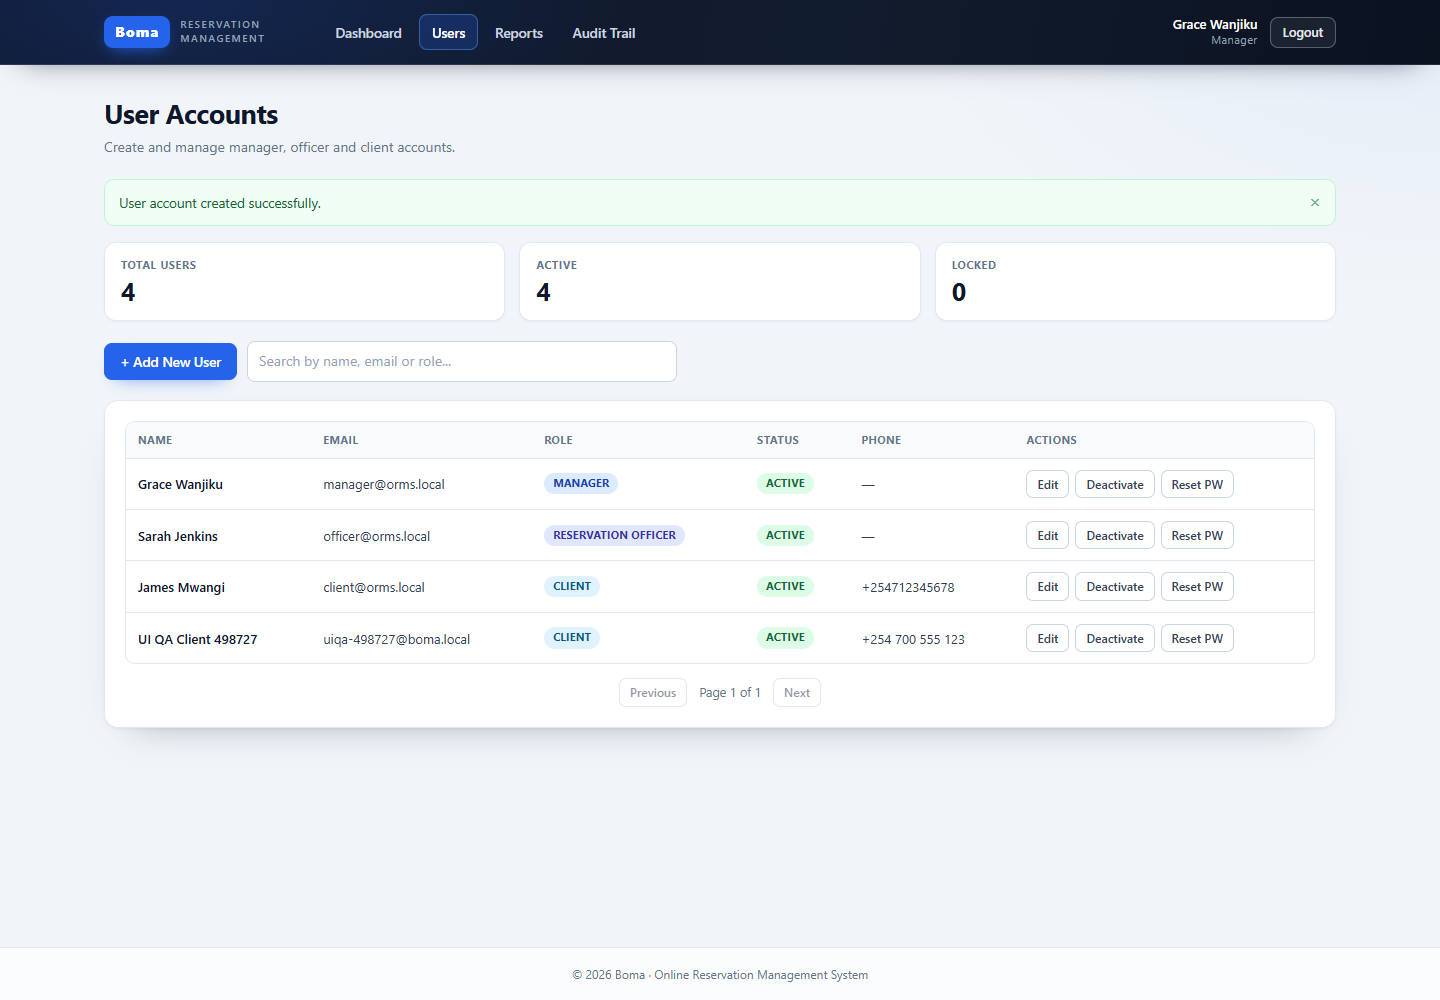 Boma
RESERVATION
MANAGEMENT
Dashboard
Users
Reports
Audit Trail
Grace Wanjiku
Manager
Logout
User Accounts
Create and manage manager, officer and client accounts.
User account created successfully.
×
TOTAL USERS
4
ACTIVE
4
LOCKED
0
+ Add New User
Search by name, email or role...
NAME EMAIL ROLE STATUS PHONE ACTIONS
Grace Wanjiku manager@orms.local MANAGER ACTIVE — Edit Deactivate Reset PW
Sarah Jenkins officer@orms.local RESERVATION OFFICER ACTIVE — Edit Deactivate Reset PW
James Mwangi client@orms.local CLIENT ACTIVE +254712345678 Edit Deactivate Reset PW
UI QA Client 498727 uiqa-498727@boma.local CLIENT ACTIVE +254 700 555 123 Edit Deactivate Reset PW
Previous Page 1 of 1 Next
© 2026 Boma · Online Reservation Management System